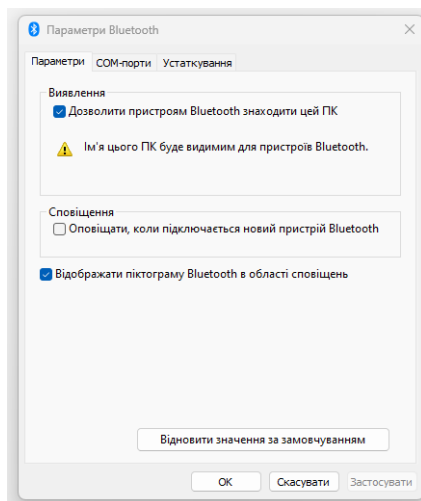 Параметри Bluetooth
Параметри COM-порти Устаткування
Виявлення
Дозволити пристроям Bluetooth знаходити цей ПК
Ім'я цього ПК буде видимим для пристроїв Bluetooth.
Сповіщення
Оповіщати, коли підключається новий пристрій Bluetooth
Відображати піктограму Bluetooth в області сповіщень
Відновити значення за замовчуванням
ОК Скасувати Застосувати